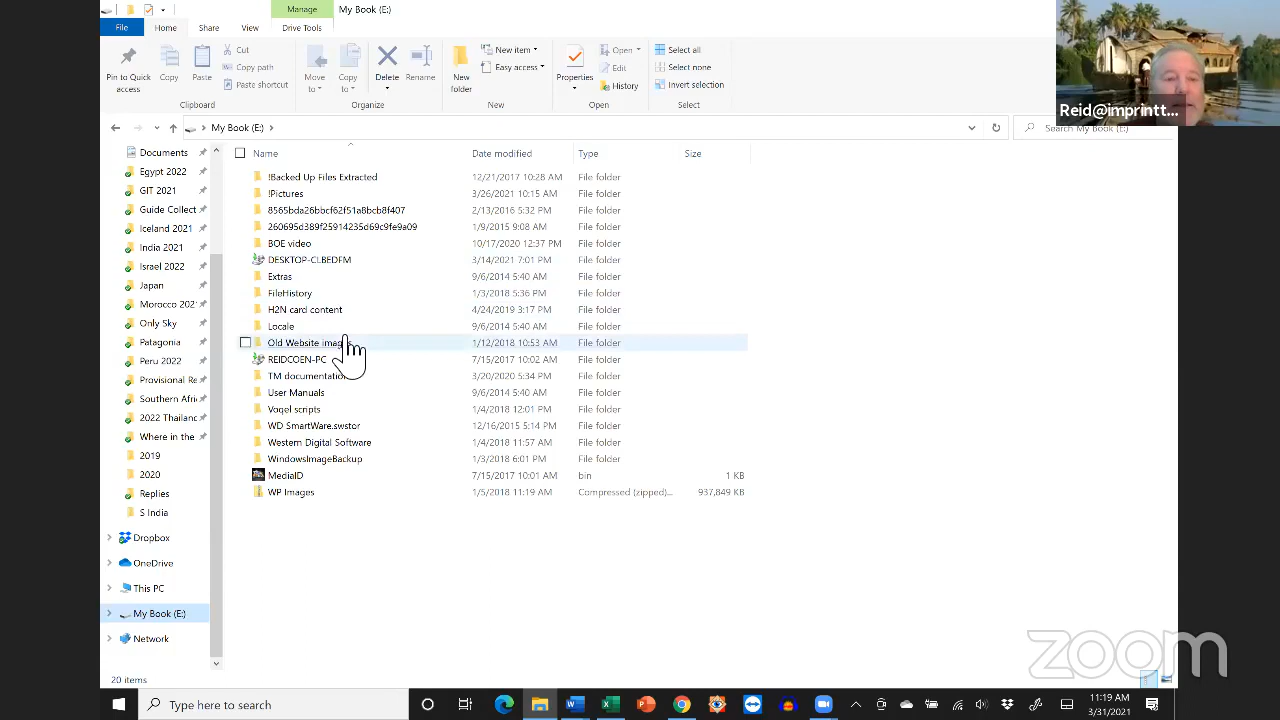 Manage
My Book (E:)
File
Home
Share
View
Drive Tools
Pin to Quick access
Copy
Paste
Cut
Copy path
Paste shortcut
Clipboard
Move to
Copy to
Delete
Rename
Organize
New folder
New item
Easy access
New
Properties
Open
Edit
History
Open
Select all
Select none
Invert selection
Select
Reid@imprintt...
My Book (E:)
Search My Book (E:)
Name
Date modified
Type
Size
Documents
Egypt 2022
GIT 2021
Guide Collect
Iceland 2021
India 2021
Israel 2022
Japan
Morocco 202
Only Sky
Patagonia
Peru 2022
Provisional Re
Southern Afri
2022 Thailan
Where in the
2019
2020
Replies
S India
Dropbox
OneDrive
This PC
My Book (E:)
Network
!Backed Up Files Extracted 12/21/2017 10:28 AM File folder
!Pictures 3/26/2021 10:15 AM File folder
8565bda26bbcf62f51a8bcb8f407 2/13/2016 5:32 PM File folder
260695d389f25914235d69c9fe9a09 1/9/2015 9:08 AM File folder
BOE video 10/17/2020 12:37 PM File folder
DESKTOP-CLBEDFM 3/14/2021 7:01 PM File folder
Extras 9/6/2014 5:40 AM File folder
FileHistory 1/3/2018 5:36 PM File folder
H2N card content 4/24/2019 3:17 PM File folder
Locale 9/6/2014 5:40 AM File folder
Old Website images 1/12/2018 10:53 AM File folder
REIDCOEN-PC 7/15/2017 10:02 AM File folder
TM documentation 3/20/2020 5:34 PM File folder
User Manuals 9/6/2014 5:40 AM File folder
Vogel scripts 1/4/2018 12:01 PM File folder
WD SmartWare.swstor 12/16/2015 5:14 PM File folder
Western Digital Software 1/4/2018 11:57 AM File folder
WindowsImageBackup 1/3/2018 6:01 PM File folder
MediaID 7/15/2017 10:01 AM bin 1 KB
WP Images 1/5/2018 11:19 AM Compressed (zipped)... 937,849 KB
zoom
20 items
Type here to search
11:19 AM
3/31/2021